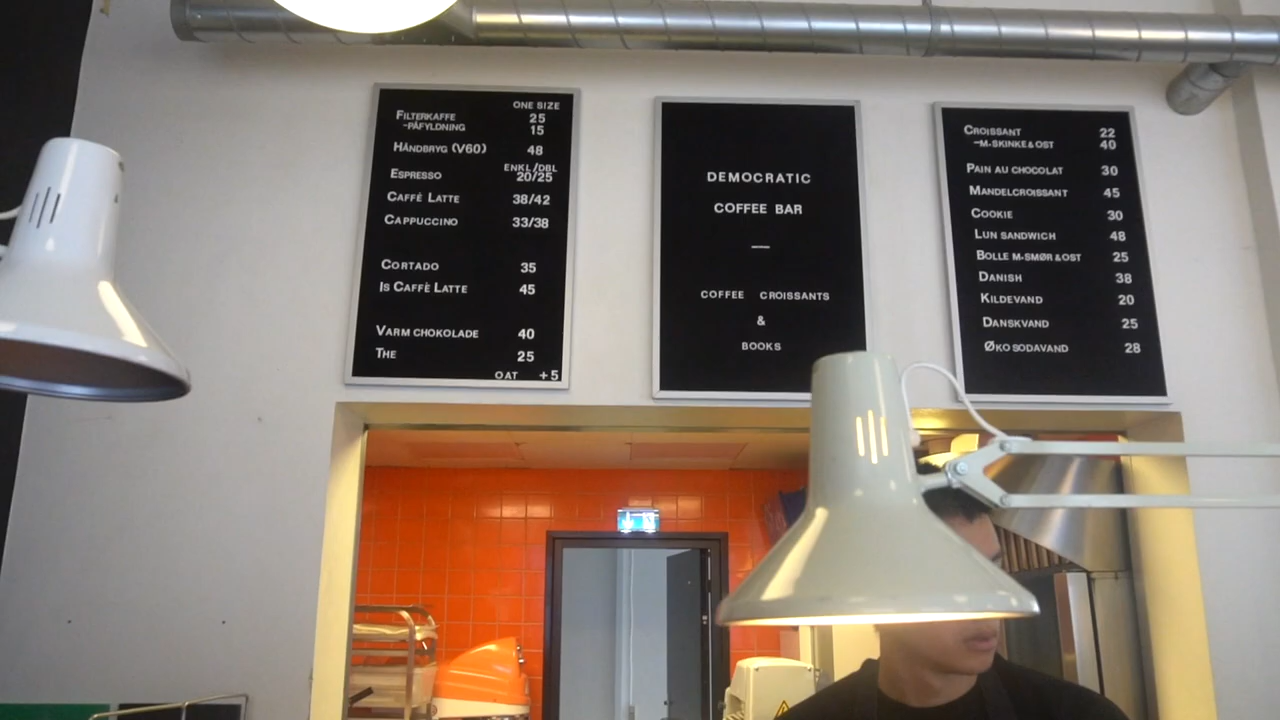 ONE SIZE
FILTERKAFFE 25
-PÅFYLDNING 15
HÅNDBRYG (V60) 48
ENKL/DBL
ESPRESSO 20/25
CAFFÈ LATTE 38/42
CAPPUCCINO 33/38
CORTADO 35
IS CAFFÈ LATTE 45
VARM CHOKOLADE 40
THE 25
OAT +5
DEMOCRATIC
COFFEE BAR
—
COFFEE CROISSANTS
&
BOOKS
CROISSANT 22
-M-SKINKE & OST 40
PAIN AU CHOCOLAT 30
MANDELCROISSANT 45
COOKIE 30
LUN SANDWICH 48
BOLLE M-SMØR & OST 25
DANISH 38
KILDEVAND 20
DANSKVAND 25
ØKO SODAVAND 28